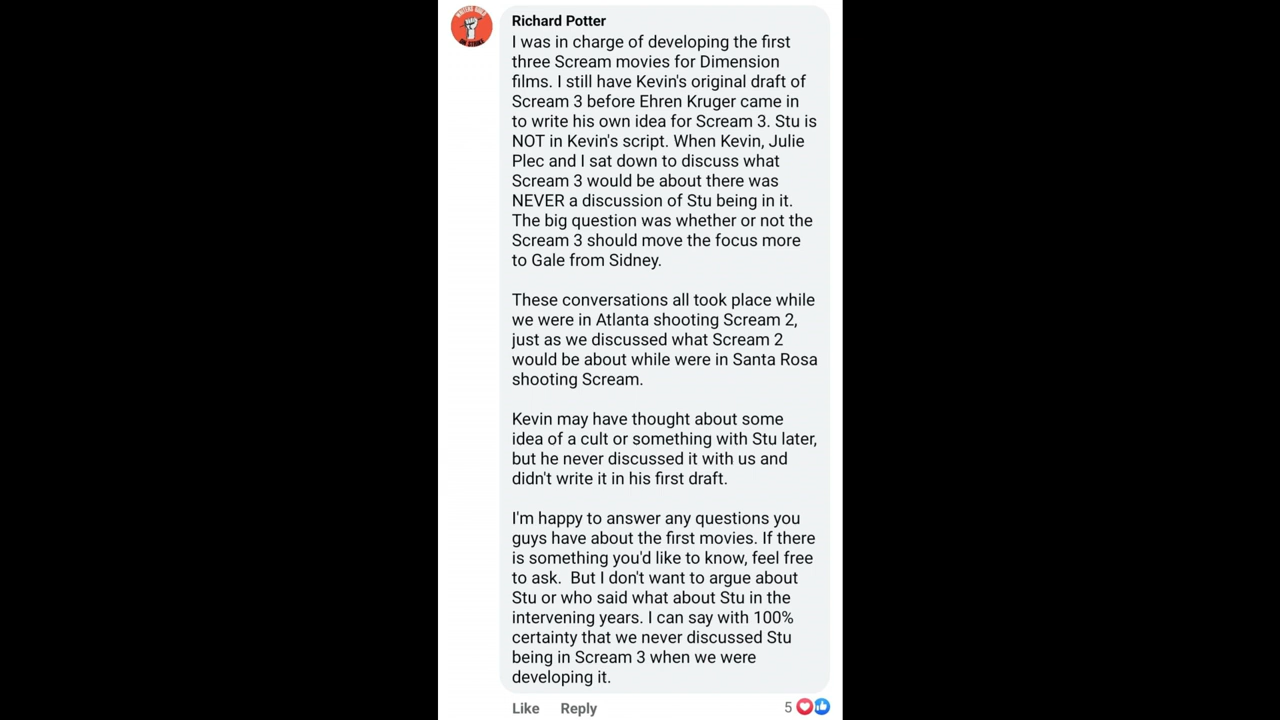 WRITERS GUILD
ON STRIKE
Richard Potter
I was in charge of developing the first
three Scream movies for Dimension
films. I still have Kevin's original draft of
Scream 3 before Ehren Kruger came in
to write his own idea for Scream 3. Stu is
NOT in Kevin's script. When Kevin, Julie
Plec and I sat down to discuss what
Scream 3 would be about there was
NEVER a discussion of Stu being in it.
The big question was whether or not the
Scream 3 should move the focus more
to Gale from Sidney.
These conversations all took place while
we were in Atlanta shooting Scream 2,
just as we discussed what Scream 2
would be about while were in Santa Rosa
shooting Scream.
Kevin may have thought about some
idea of a cult or something with Stu later,
but he never discussed it with us and
didn't write it in his first draft.
I'm happy to answer any questions you
guys have about the first movies. If there
is something you'd like to know, feel free
to ask.  But I don't want to argue about
Stu or who said what about Stu in the
intervening years. I can say with 100%
certainty that we never discussed Stu
being in Scream 3 when we were
developing it.
Like Reply 5